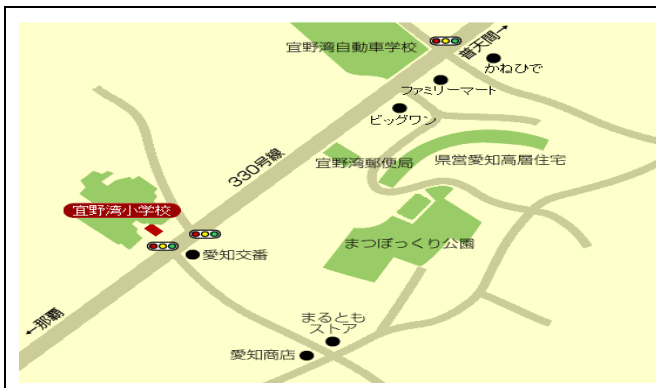 宜野湾自動車学校
普天間→
かねひで
ファミリーマート
ビッグワン
330号線
宜野湾郵便局
県営愛知高層住宅
宜野湾小学校
まつぼっくり公園
愛知交番
←那覇
まるとも
ストア
愛知商店